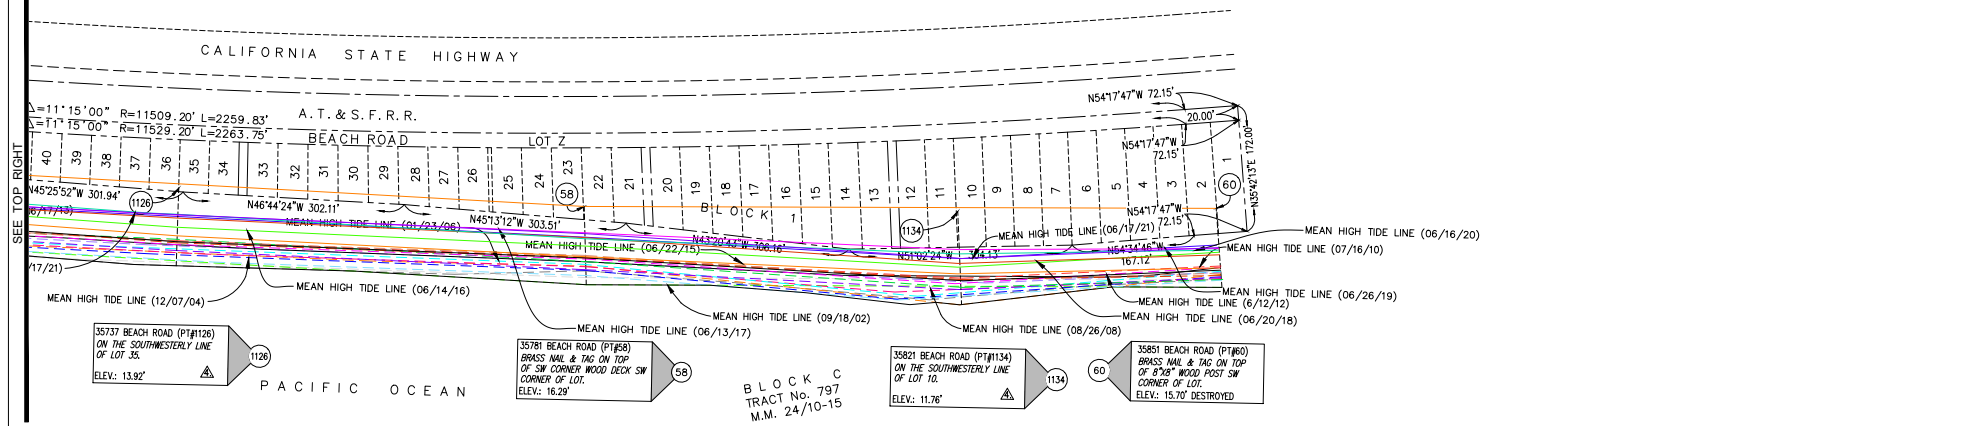 CALIFORNIA STATE HIGHWAY
△=11°15'00" R=11509.20' L=2259.83'
△=11°15'00" R=11529.20' L=2263.75'
A.T.&S.F.R.R.
BEACH ROAD
LOT Z
N54°17'47"W 72.15'
20.00'
N54°17'47"W
72.15'
N35°42'13"E 172.00'
SEE TOP RIGHT
40 39 38 37 36 35 34 33 32 31 30 29 28 27 26 25 24 23 22 21 20 19 18 17 16 15 14 13 12 11 10 9 8 7 6 5 4 3 2 1
N45°25'52"W 301.94'
1126
N46°44'24"W 302.11'
58
BLOCK 1
60
N54°17'47"W
72.15'
MEAN HIGH TIDE LINE (01/23/06)
N45°13'12"W 303.51'
1134
MEAN HIGH TIDE LINE (06/17/21)
MEAN HIGH TIDE LINE (06/22/15)
N51°02'24"W 304.13'
N54°34'46"W
167.12'
MEAN HIGH TIDE LINE (06/16/20)
MEAN HIGH TIDE LINE (07/16/10)
/17/21)
MEAN HIGH TIDE LINE (12/07/04)
MEAN HIGH TIDE LINE (06/14/16)
MEAN HIGH TIDE LINE (06/26/19)
MEAN HIGH TIDE LINE (6/12/12)
MEAN HIGH TIDE LINE (09/18/02)
MEAN HIGH TIDE LINE (06/20/18)
MEAN HIGH TIDE LINE (06/13/17)
MEAN HIGH TIDE LINE (08/26/08)
35737 BEACH ROAD (PT#1126)
ON THE SOUTHWESTERLY LINE
OF LOT 35.
ELEV.: 13.92'
4
1126
PACIFIC OCEAN
35781 BEACH ROAD (PT#58)
BRASS NAIL & TAG ON TOP
OF SW CORNER WOOD DECK SW
CORNER OF LOT.
ELEV.: 16.29'
58
BLOCK C
TRACT No. 797
M.M. 24/10-15
35821 BEACH ROAD (PT#1134)
ON THE SOUTHWESTERLY LINE
OF LOT 10.
ELEV.: 11.76'
4
1134
60
35851 BEACH ROAD (PT#60)
BRASS NAIL & TAG ON TOP
OF 8"X8" WOOD POST SW
CORNER OF LOT.
ELEV.: 15.70' DESTROYED